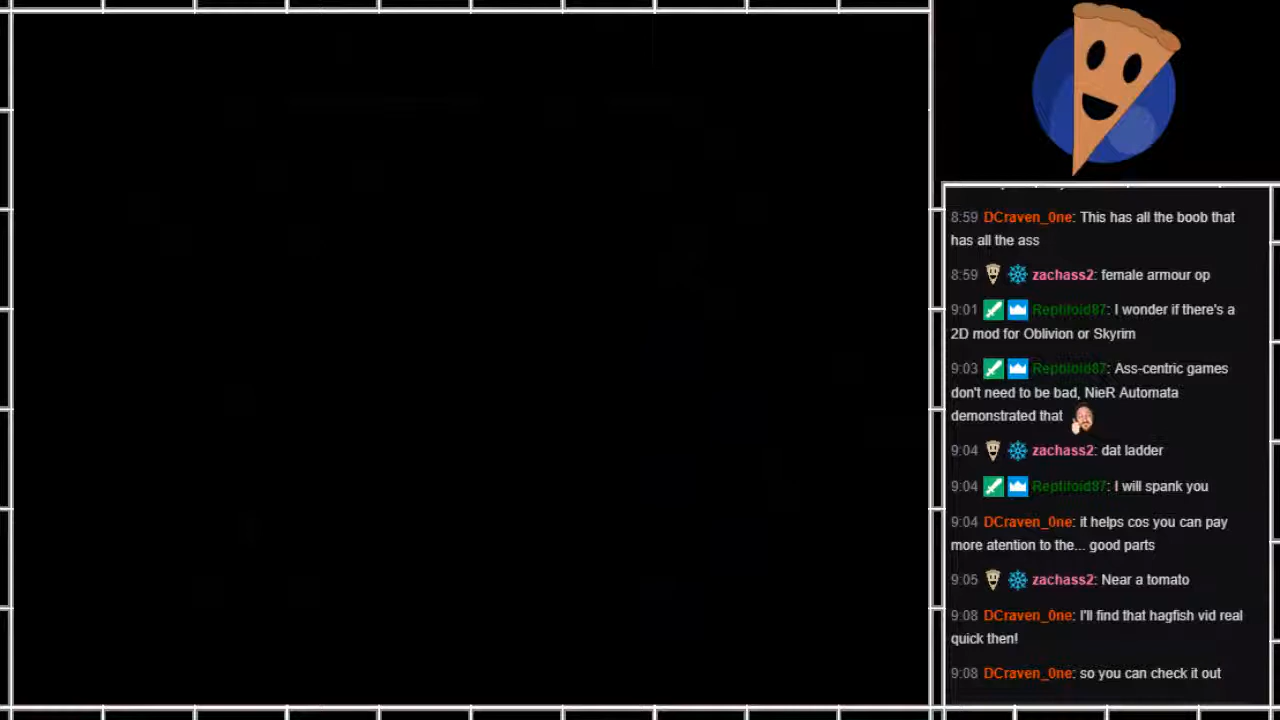 8:59 DCraven_0ne: This has all the boob that
has all the ass
8:59 zachass2: female armour op
9:01 Reptifoid87: I wonder if there's a
2D mod for Oblivion or Skyrim
9:03 Reptifoid87: Ass-centric games
don't need to be bad, NieR Automata
demonstrated that
9:04 zachass2: dat ladder
9:04 Reptifoid87: I will spank you
9:04 DCraven_0ne: it helps cos you can pay
more atention to the... good parts
9:05 zachass2: Near a tomato
9:08 DCraven_0ne: I'll find that hagfish vid real
quick then!
9:08 DCraven_0ne: so you can check it out